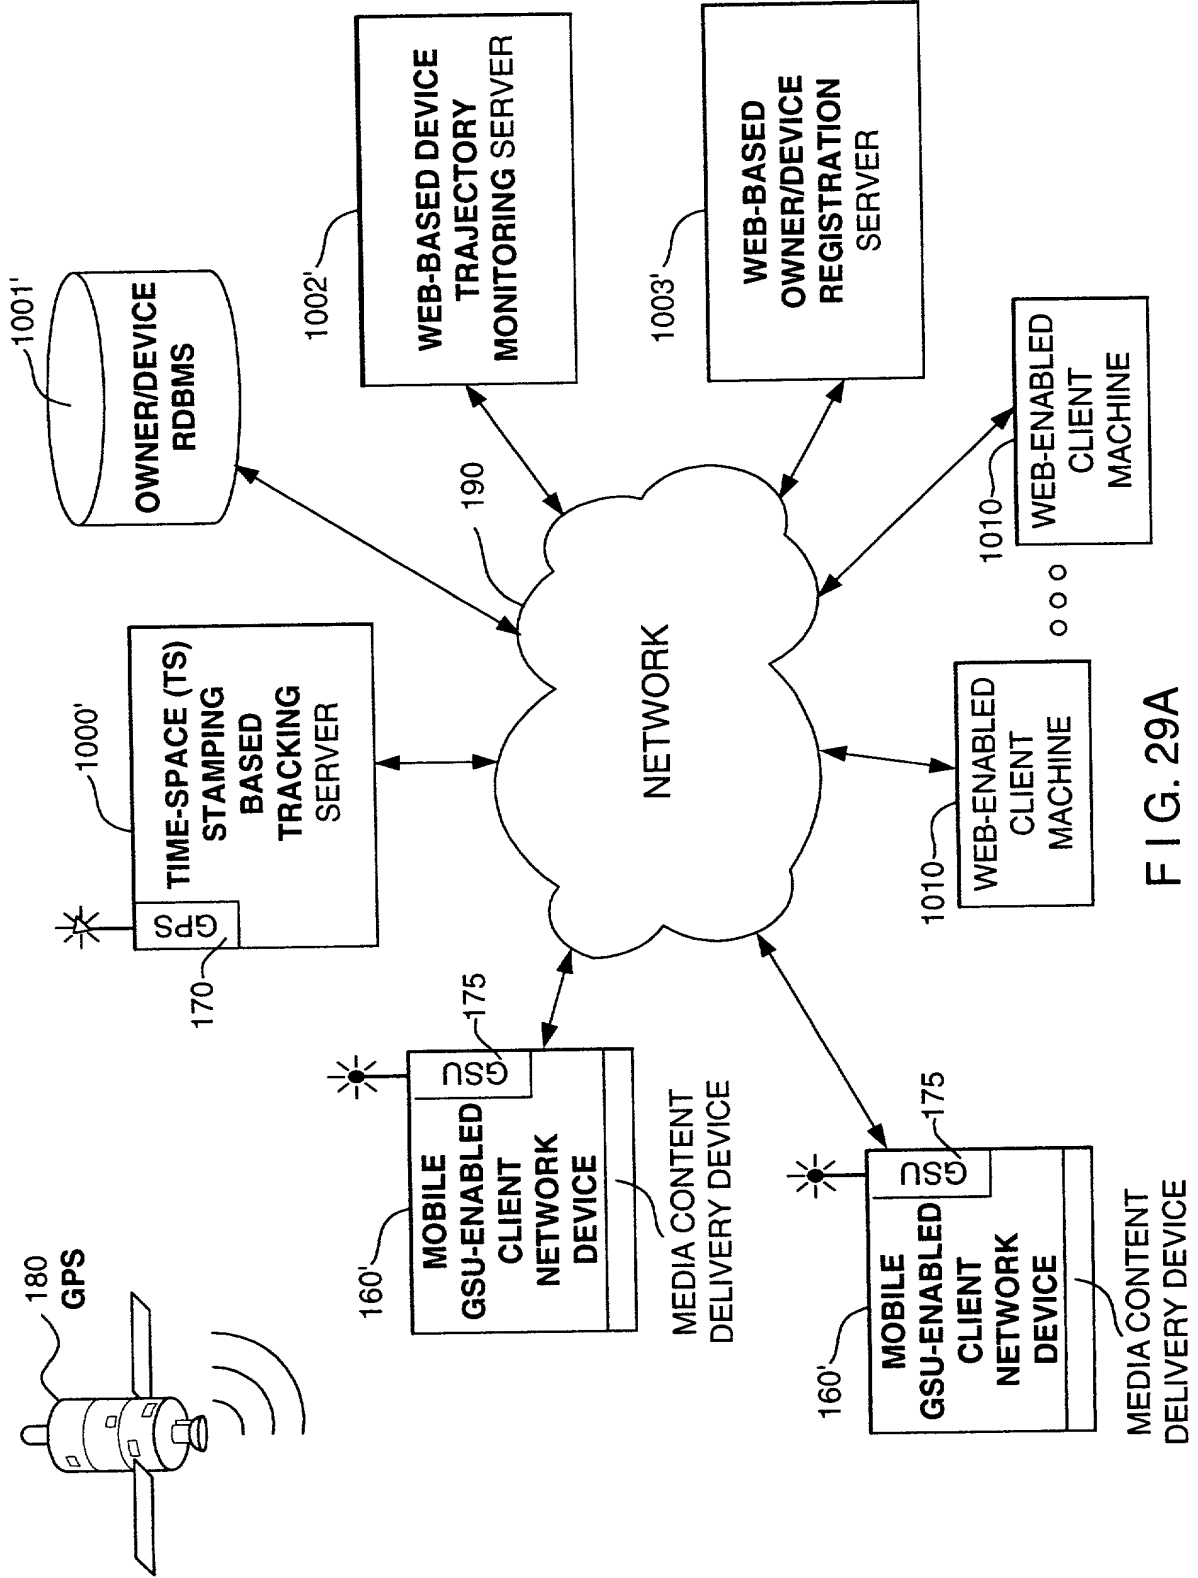 180
GPS
170
GPS
1000'
TIME-SPACE (TS)
STAMPING
BASED
TRACKING
SERVER
1001'
OWNER/DEVICE
RDBMS
160'
MOBILE
GSU-ENABLED
CLIENT
NETWORK
DEVICE
GSU
175
MEDIA CONTENT
DELIVERY DEVICE
190
NETWORK
1002'
WEB-BASED DEVICE
TRAJECTORY
MONITORING SERVER
1003'
WEB-BASED
OWNER/DEVICE
REGISTRATION
SERVER
160'
MOBILE
GSU-ENABLED
CLIENT
NETWORK
DEVICE
GSU
175
MEDIA CONTENT
DELIVERY DEVICE
1010
WEB-ENABLED
CLIENT
MACHINE
1010
WEB-ENABLED
CLIENT
MACHINE
FIG. 29A